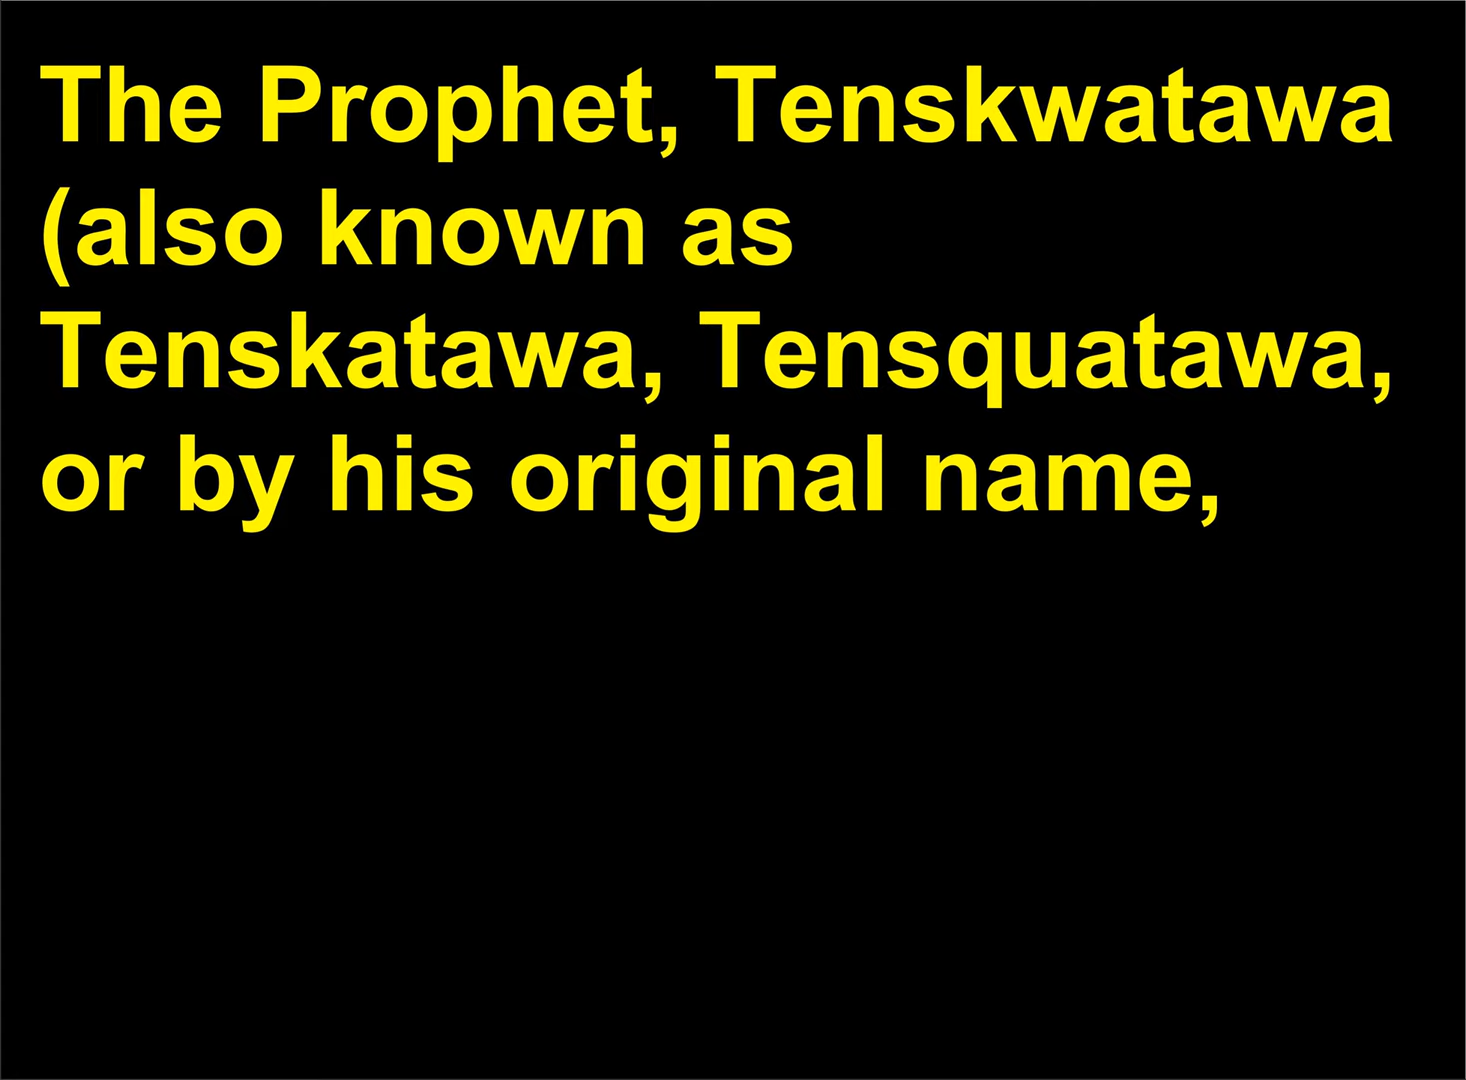 The Prophet, Tenskwatawa
(also known as
Tenskatawa, Tensquatawa,
or by his original name,